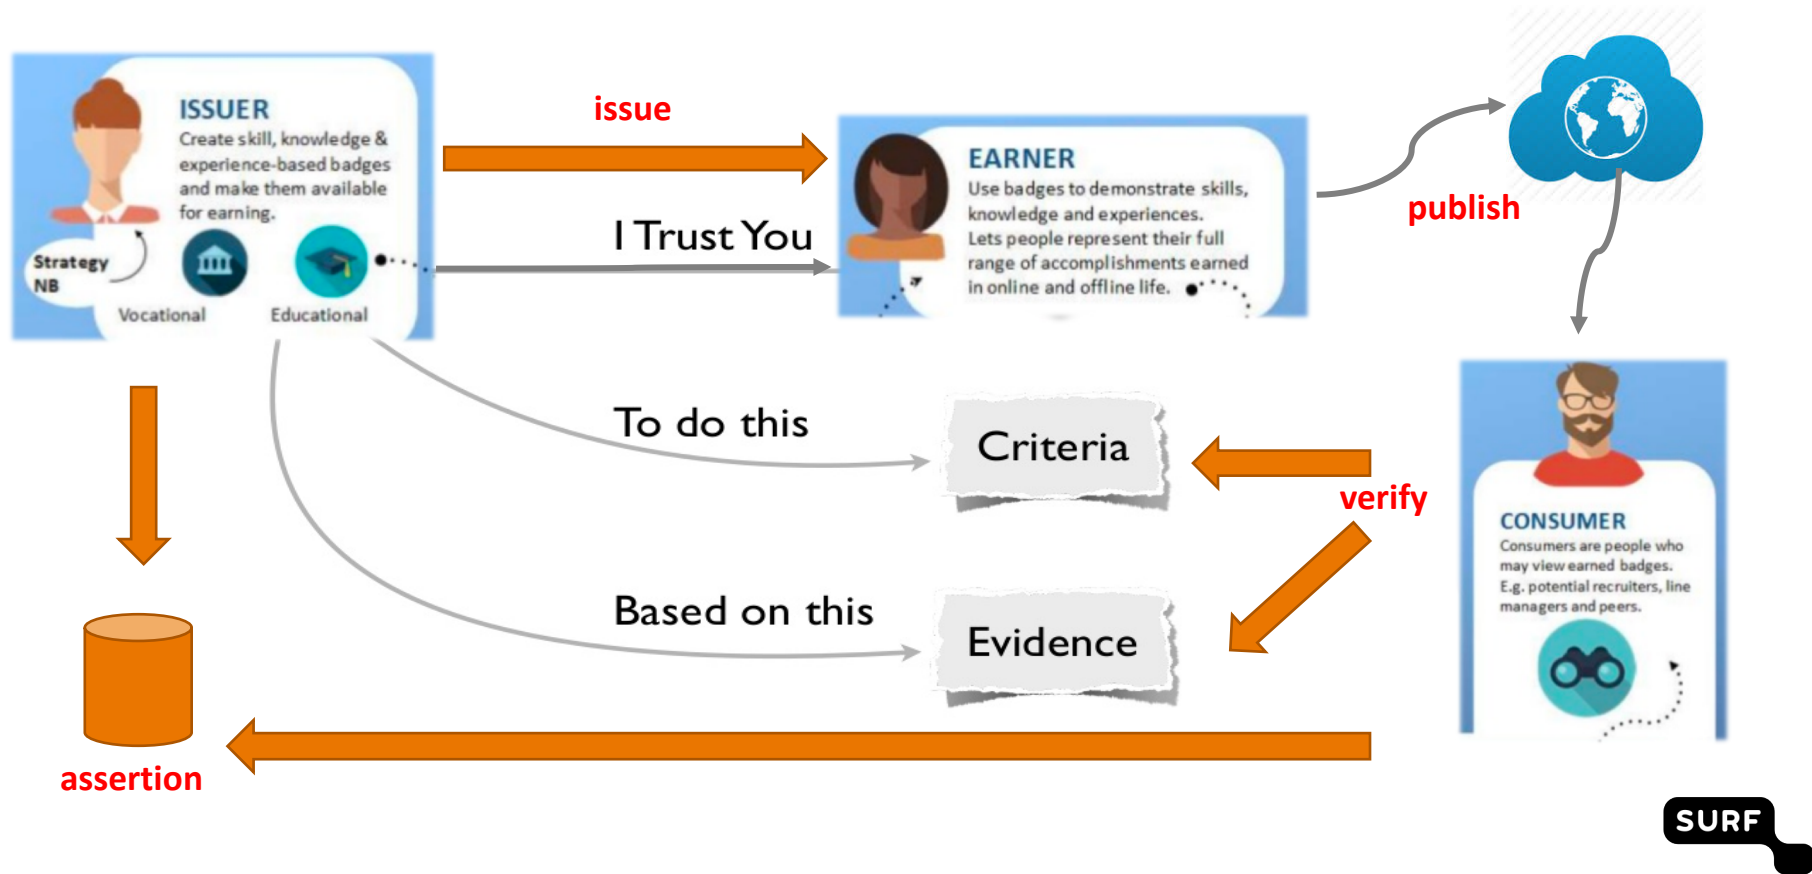 ISSUER
Create skill, knowledge &
experience-based badges
and make them available
for earning.
Strategy
NB
Vocational
Educational
issue
I Trust You
EARNER
Use badges to demonstrate skills,
knowledge and experiences.
Lets people represent their full
range of accomplishments earned
in online and offline life.
publish
To do this
Criteria
verify
Based on this
Evidence
CONSUMER
Consumers are people who
may view earned badges.
E.g. potential recruiters, line
managers and peers.
assertion
SURF